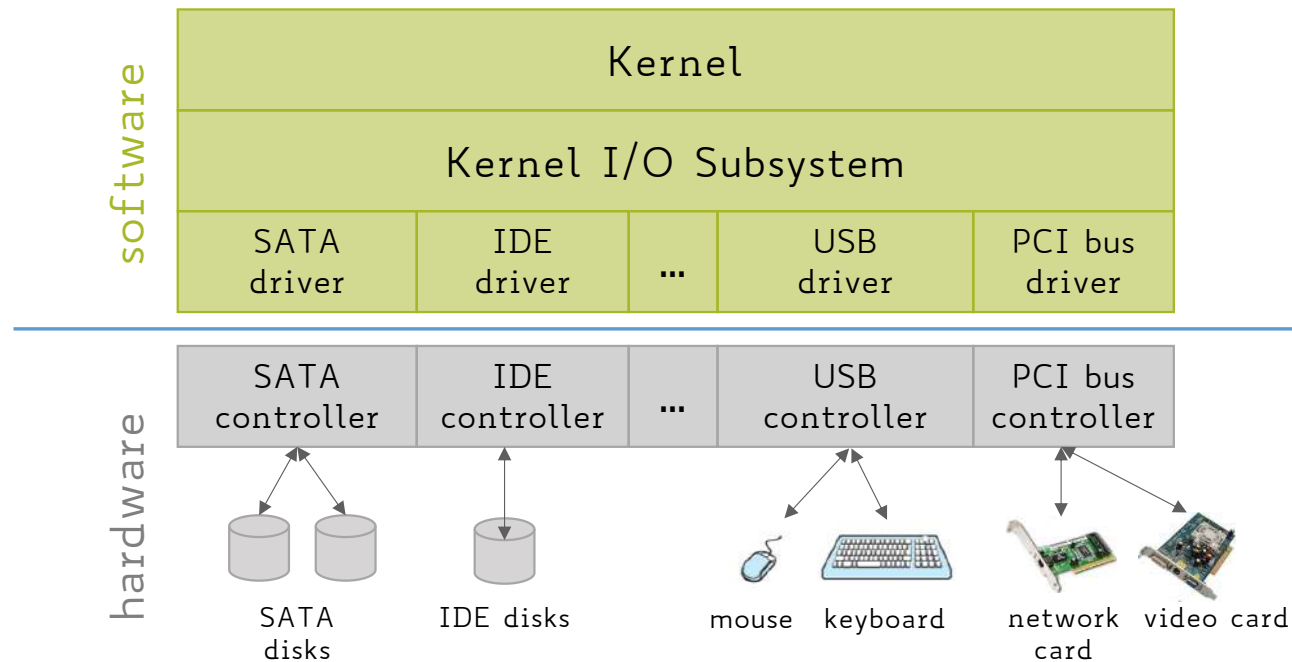 software
Kernel
Kernel I/O Subsystem
SATA
driver
IDE
driver
...
USB
driver
PCI bus
driver
hardware
SATA
controller
IDE
controller
...
USB
controller
PCI bus
controller
SATA
disks
IDE disks
mouse
keyboard
network
card
video card